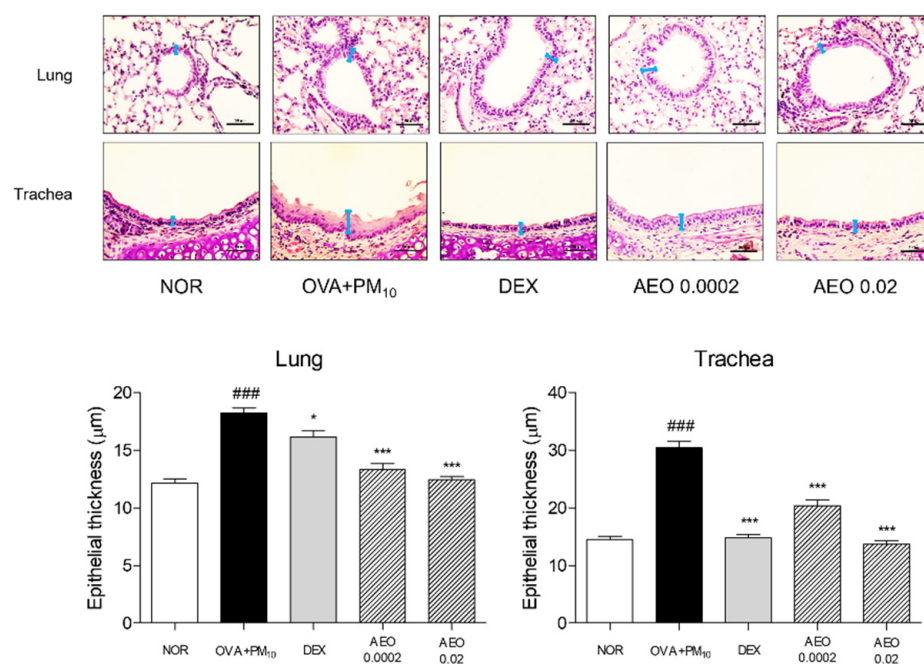 Lung
Trachea
NOR
OVA+PM₁₀
DEX
AEO 0.0002
AEO 0.02
Lung
Epithelial thickness (μm)
20
15
10
5
0
###
*
***
***
NOR
OVA+PM₁₀
DEX
AEO
0.0002
AEO
0.02
Trachea
Epithelial thickness (μm)
40
30
20
10
0
###
***
***
***
NOR
OVA+PM₁₀
DEX
AEO
0.0002
AEO
0.02